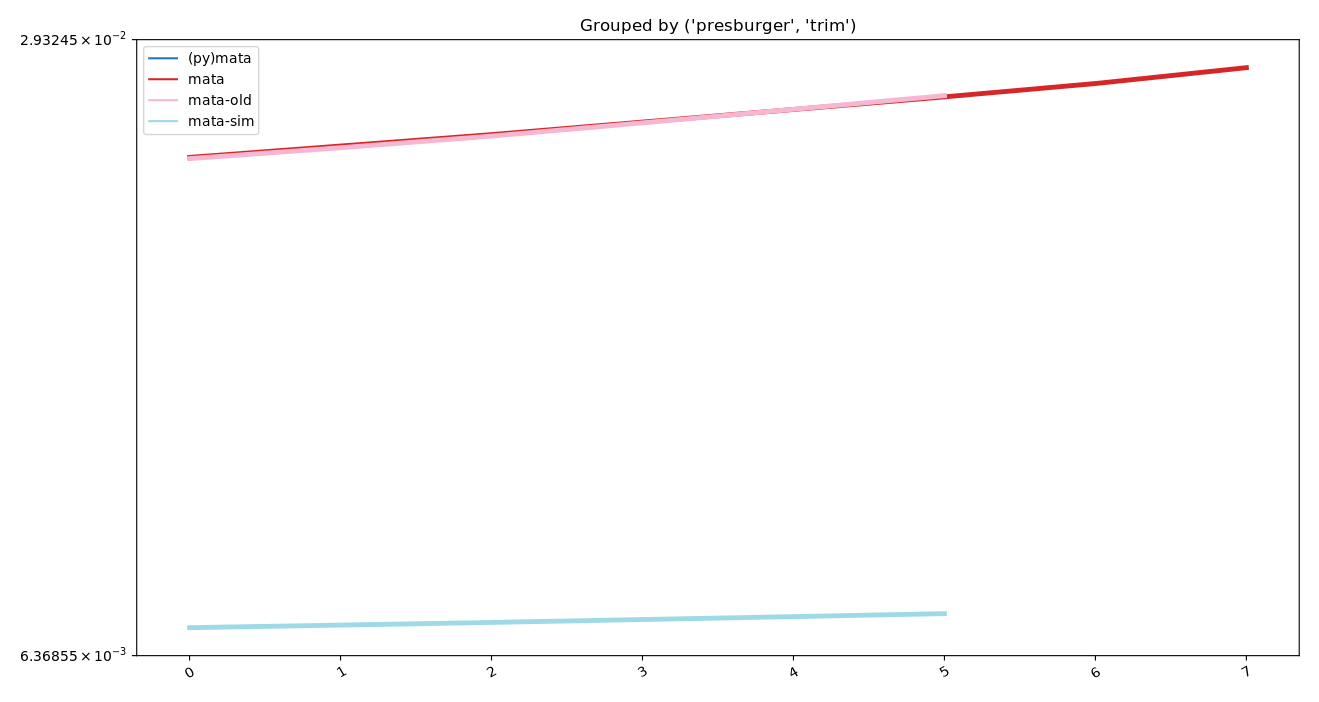 Grouped by ('presburger', 'trim')
2.93245 × 10⁻²
(py)mata
mata
mata-old
mata-sim
6.36855 × 10⁻³
0 1 2 3 4 5 6 7